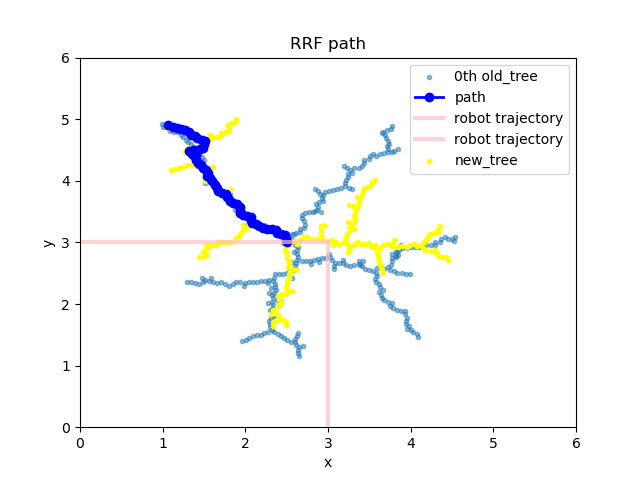 RRF path
6
5
4
3
2
1
0
y
0 1 2 3 4 5 6
x
0th old_tree
path
robot trajectory
robot trajectory
new_tree